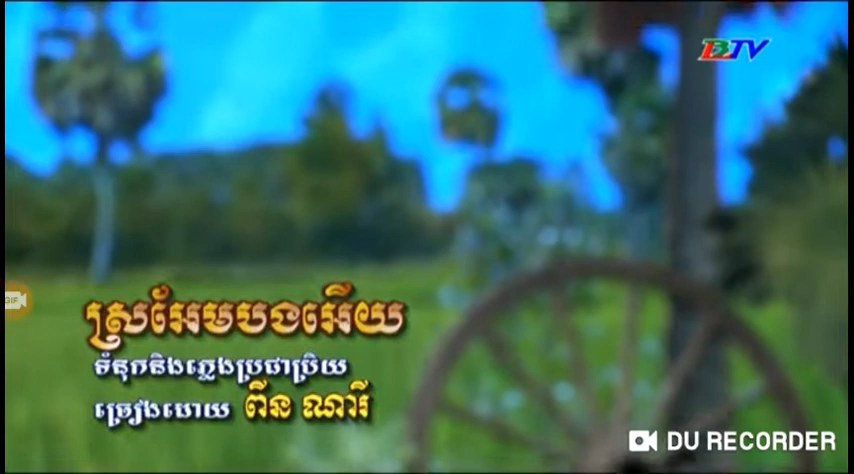 BTV
GIF
ស្រអែមបងអើយ
ទំនុកនិងភ្លេងប្រជាប្រិយ
ច្រៀងដោយ ពីន ណារី
DU RECORDER